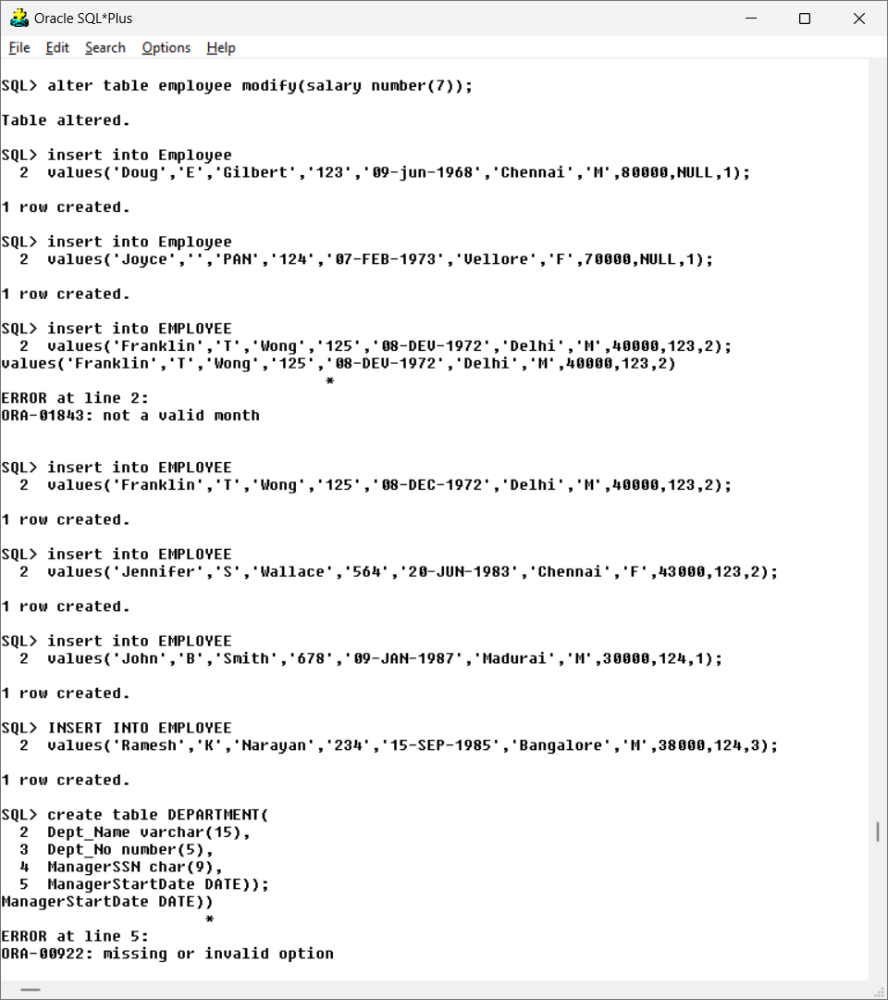 Oracle SQL*Plus
File Edit Search Options Help
SQL> alter table employee modify(salary number(7));
Table altered.
SQL> insert into Employee
  2  values('Doug','E','Gilbert','123','09-jun-1968','Chennai','M',80000,NULL,1);
1 row created.
SQL> insert into Employee
  2  values('Joyce','','PAN','124','07-FEB-1973','Vellore','F',70000,NULL,1);
1 row created.
SQL> insert into EMPLOYEE
  2  values('Franklin','T','Wong','125','08-DEV-1972','Delhi','M',40000,123,2);
values('Franklin','T','Wong','125','08-DEV-1972','Delhi','M',40000,123,2)
                                   *
ERROR at line 2:
ORA-01843: not a valid month
SQL> insert into EMPLOYEE
  2  values('Franklin','T','Wong','125','08-DEC-1972','Delhi','M',40000,123,2);
1 row created.
SQL> insert into EMPLOYEE
  2  values('Jennifer','S','Wallace','564','20-JUN-1983','Chennai','F',43000,123,2);
1 row created.
SQL> insert into EMPLOYEE
  2  values('John','B','Smith','678','09-JAN-1987','Madurai','M',30000,124,1);
1 row created.
SQL> INSERT INTO EMPLOYEE
  2  values('Ramesh','K','Narayan','234','15-SEP-1985','Bangalore','M',38000,124,3);
1 row created.
SQL> create table DEPARTMENT(
  2  Dept_Name varchar(15),
  3  Dept_No number(5),
  4  ManagerSSN char(9),
  5  ManagerStartDate DATE));
ManagerStartDate DATE))
                      *
ERROR at line 5:
ORA-00922: missing or invalid option